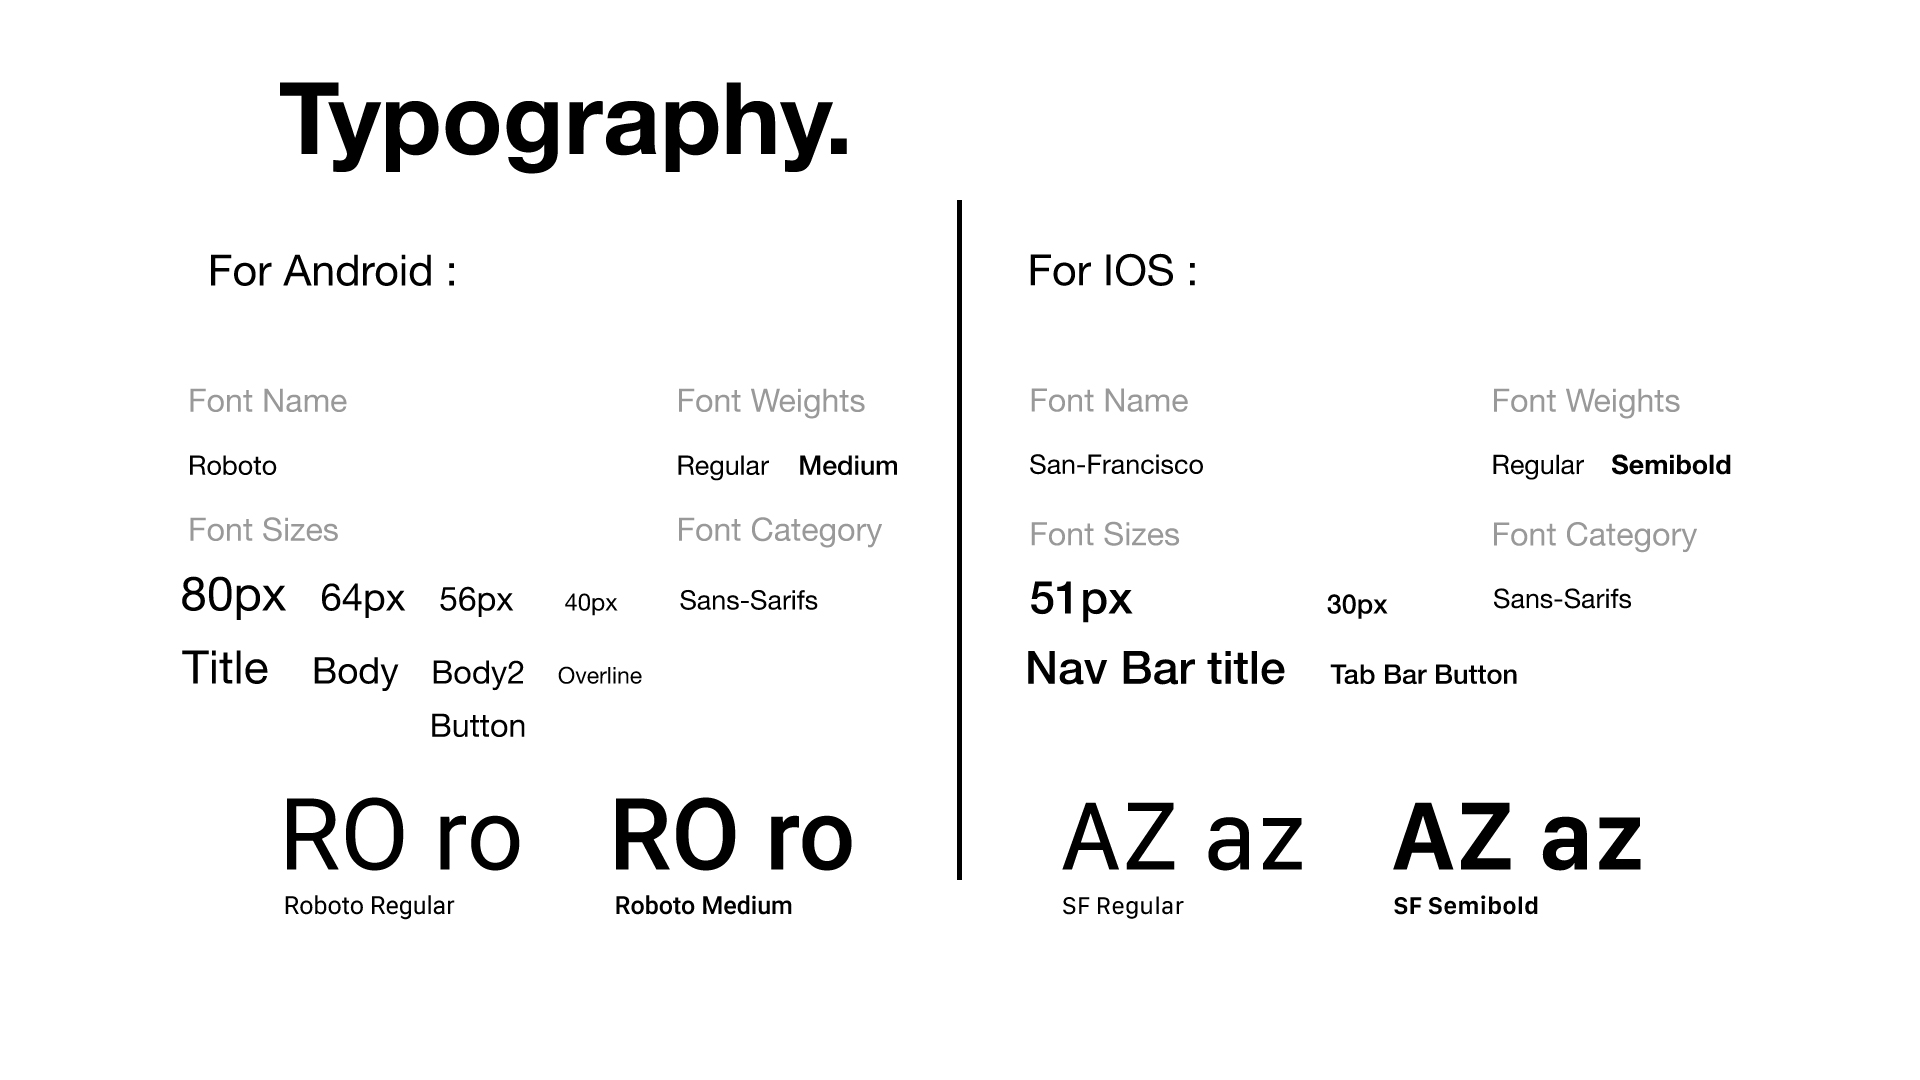 Typography.
For Android :
Font Name
Font Weights
Roboto
Regular Medium
Font Sizes
Font Category
80px 64px 56px 40px
Sans-Sarifs
Title Body Body2 Overline
Button
RO ro RO ro
Roboto Regular Roboto Medium
For IOS :
Font Name
Font Weights
San-Francisco
Regular Semibold
Font Sizes
Font Category
51px 30px
Sans-Sarifs
Nav Bar title Tab Bar Button
AZ az AZ az
SF Regular SF Semibold